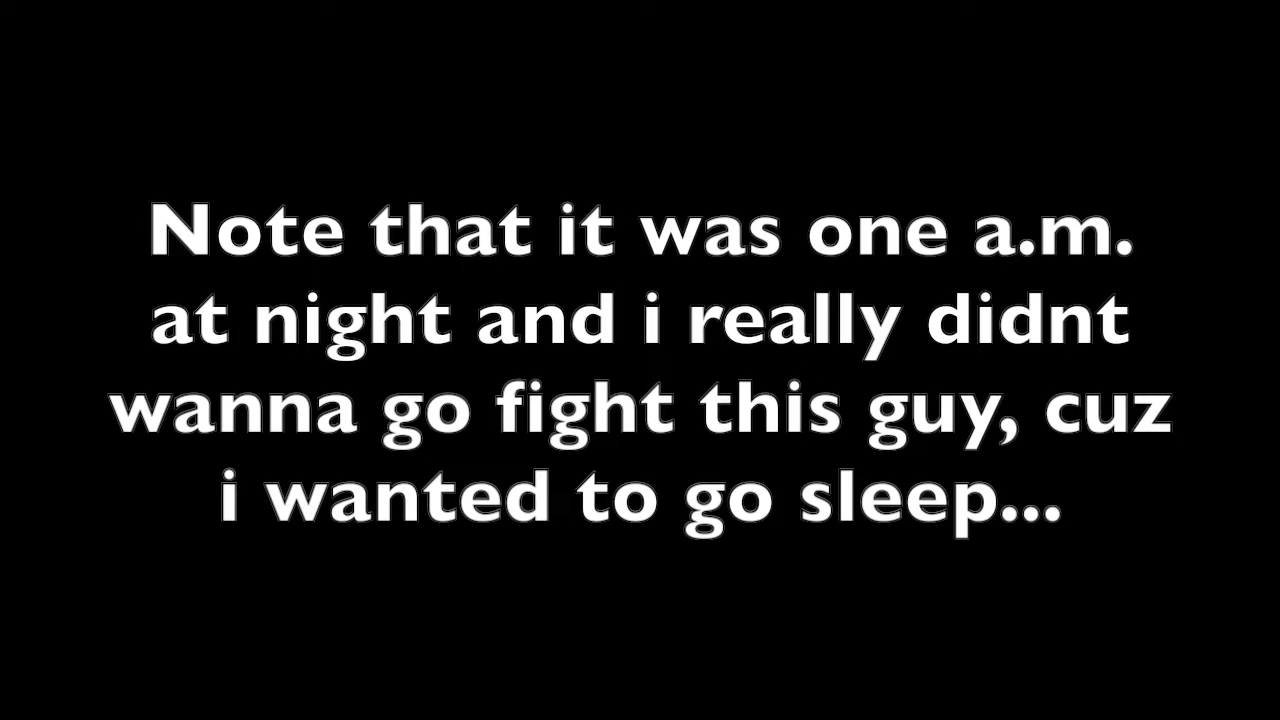 Note that it was one a.m.
at night and i really didnt
wanna go fight this guy, cuz
i wanted to go sleep...